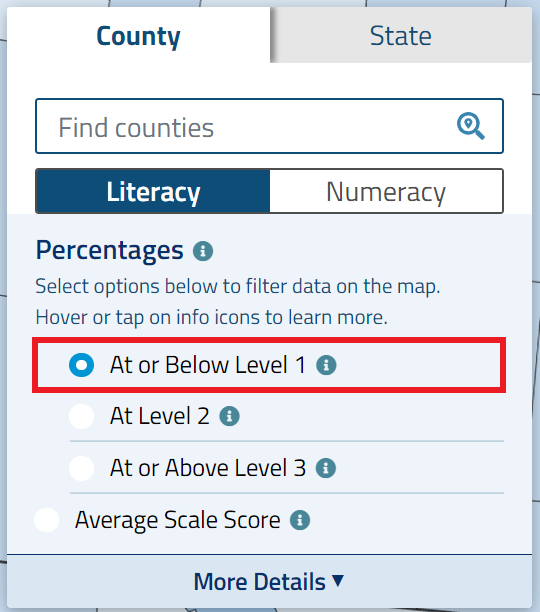 County
State
Find counties
Literacy
Numeracy
Percentages
Select options below to filter data on the map.
Hover or tap on info icons to learn more.
At or Below Level 1
At Level 2
At or Above Level 3
Average Scale Score
More Details